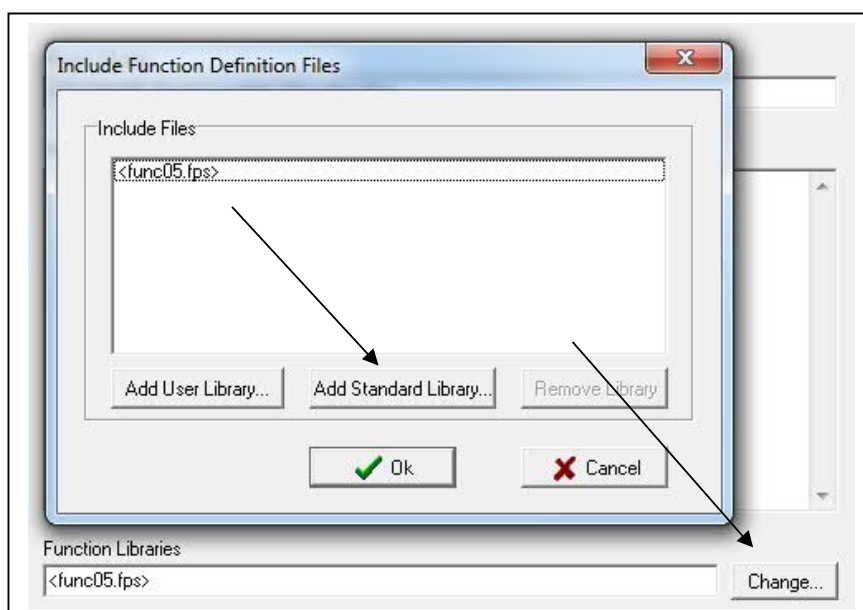 Include Function Definition Files
Include Files
<func05.fps>
Add User Library... Add Standard Library... Remove Library
Ok Cancel
Function Libraries
<func05.fps> Change...